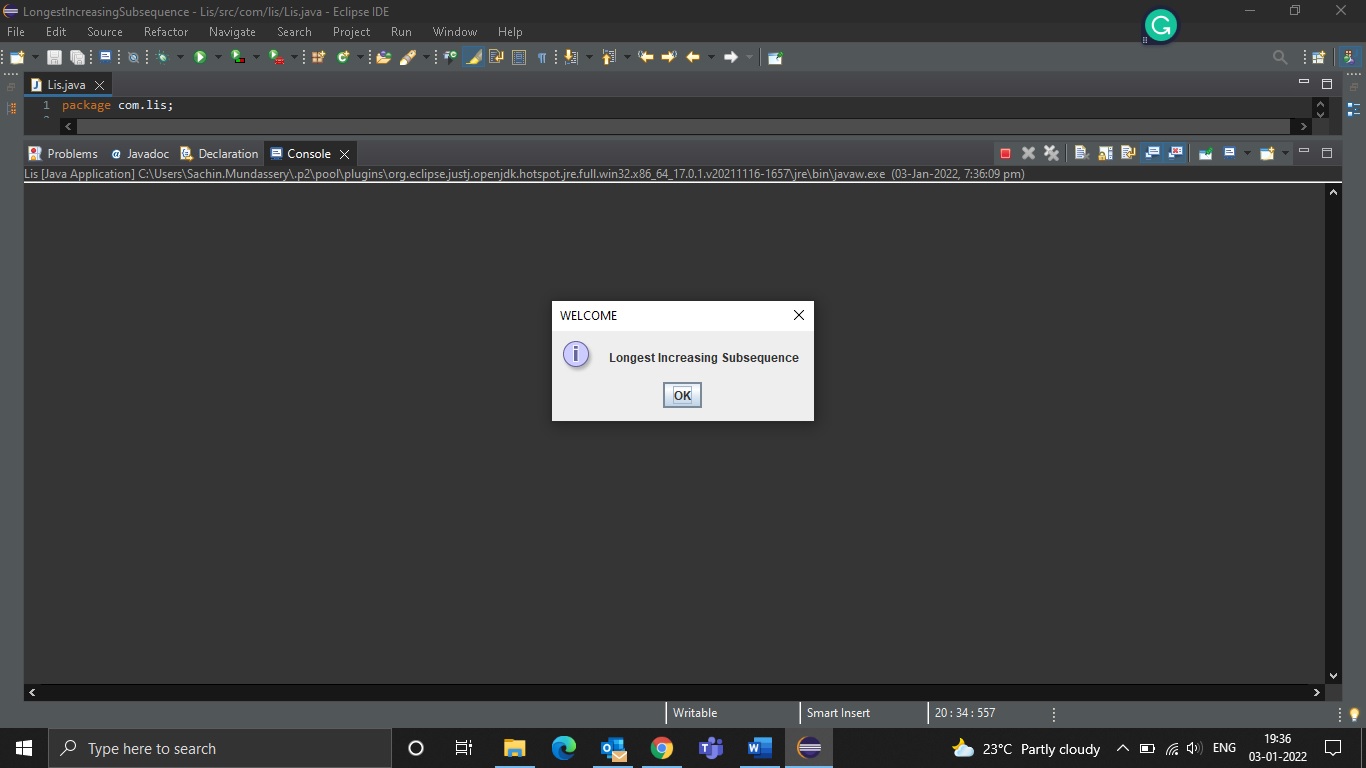 LongestIncreasingSubsequence - Lis/src/com/lis/Lis.java - Eclipse IDE
File Edit Source Refactor Navigate Search Project Run Window Help
Lis.java
1 package com.lis;
Problems Javadoc Declaration Console
Lis [Java Application] C:\Users\Sachin.Mundassery\.p2\pool\plugins\org.eclipse.justj.openjdk.hotspot.jre.full.win32.x86_64_17.0.1.v20211116-1657\jre\bin\javaw.exe (03-Jan-2022, 7:36:09 pm)
WELCOME
Longest Increasing Subsequence
OK
Writable Smart Insert 20 : 34 : 557
Type here to search 23°C Partly cloudy ENG 19:36
03-01-2022